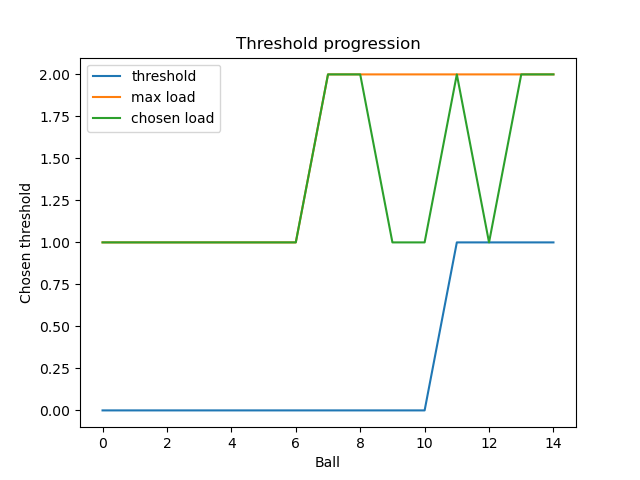 Threshold progression
threshold
max load
chosen load
Chosen threshold
2.00
1.75
1.50
1.25
1.00
0.75
0.50
0.25
0.00
0 2 4 6 8 10 12 14
Ball